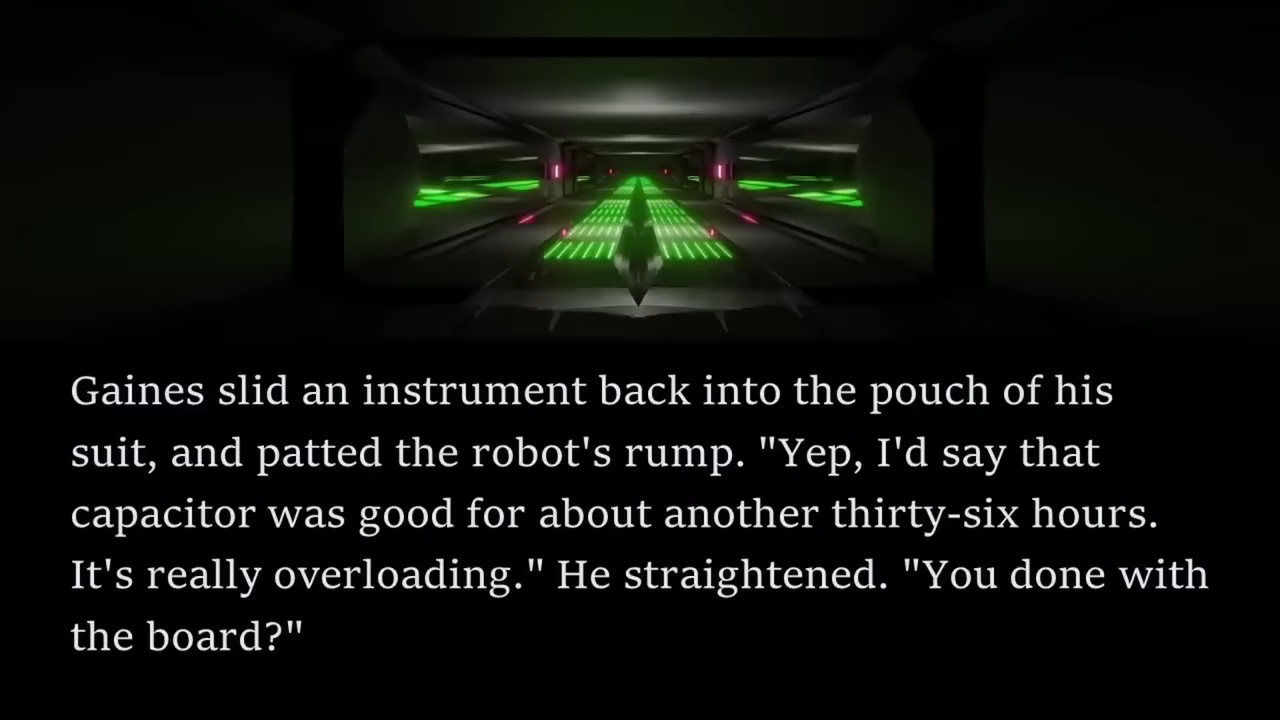 Gaines slid an instrument back into the pouch of his
suit, and patted the robot's rump. "Yep, I'd say that
capacitor was good for about another thirty-six hours.
It's really overloading." He straightened. "You done with
the board?"